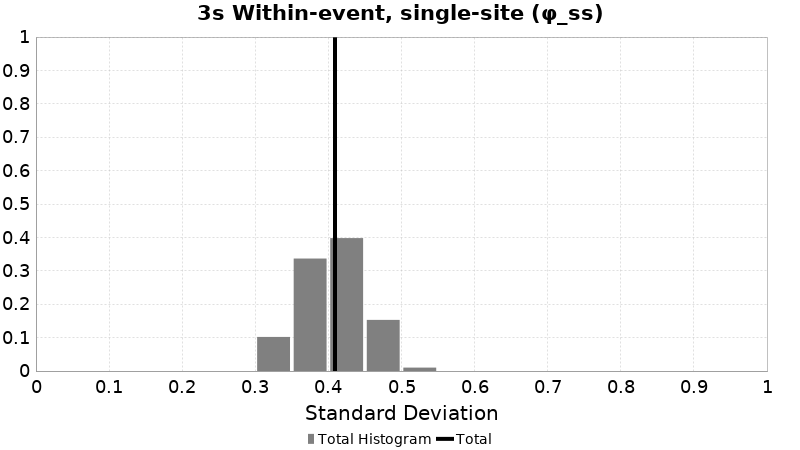 3s Within-event, single-site (φ_ss)
1
0.9
0.8
0.7
0.6
0.5
0.4
0.3
0.2
0.1
0
0 0.1 0.2 0.3 0.4 0.5 0.6 0.7 0.8 0.9 1
Standard Deviation
Total Histogram Total